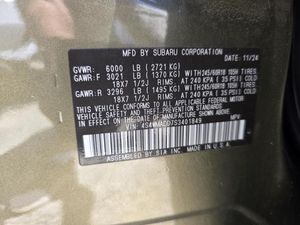 MFD BY SUBARU CORPORATION DATE 11/24
GVWR: 6000 LB (2721 KG)
GAWR:F 3021 LB (1370 KG) WITH 245/60R18 105H TIRES.
18X7 1/2J RIMS AT 240 KPA ( 35 PSI) COLD
GAWR:R 3296 LB (1495 KG) WITH 245/60R18 105H TIRES.
18X7 1/2J RIMS AT 240 KPA ( 35 PSI) COLD
THIS VEHICLE CONFORMS TO ALL APPLICABLE FEDERAL MOTOR
VEHICLE SAFETY STANDARDS IN EFFECT ON THE DATE OF
MANUFACTURE SHOWN ABOVE.
MPV
ASSEMBLED BY SIA INC. MADE IN U.S.A.